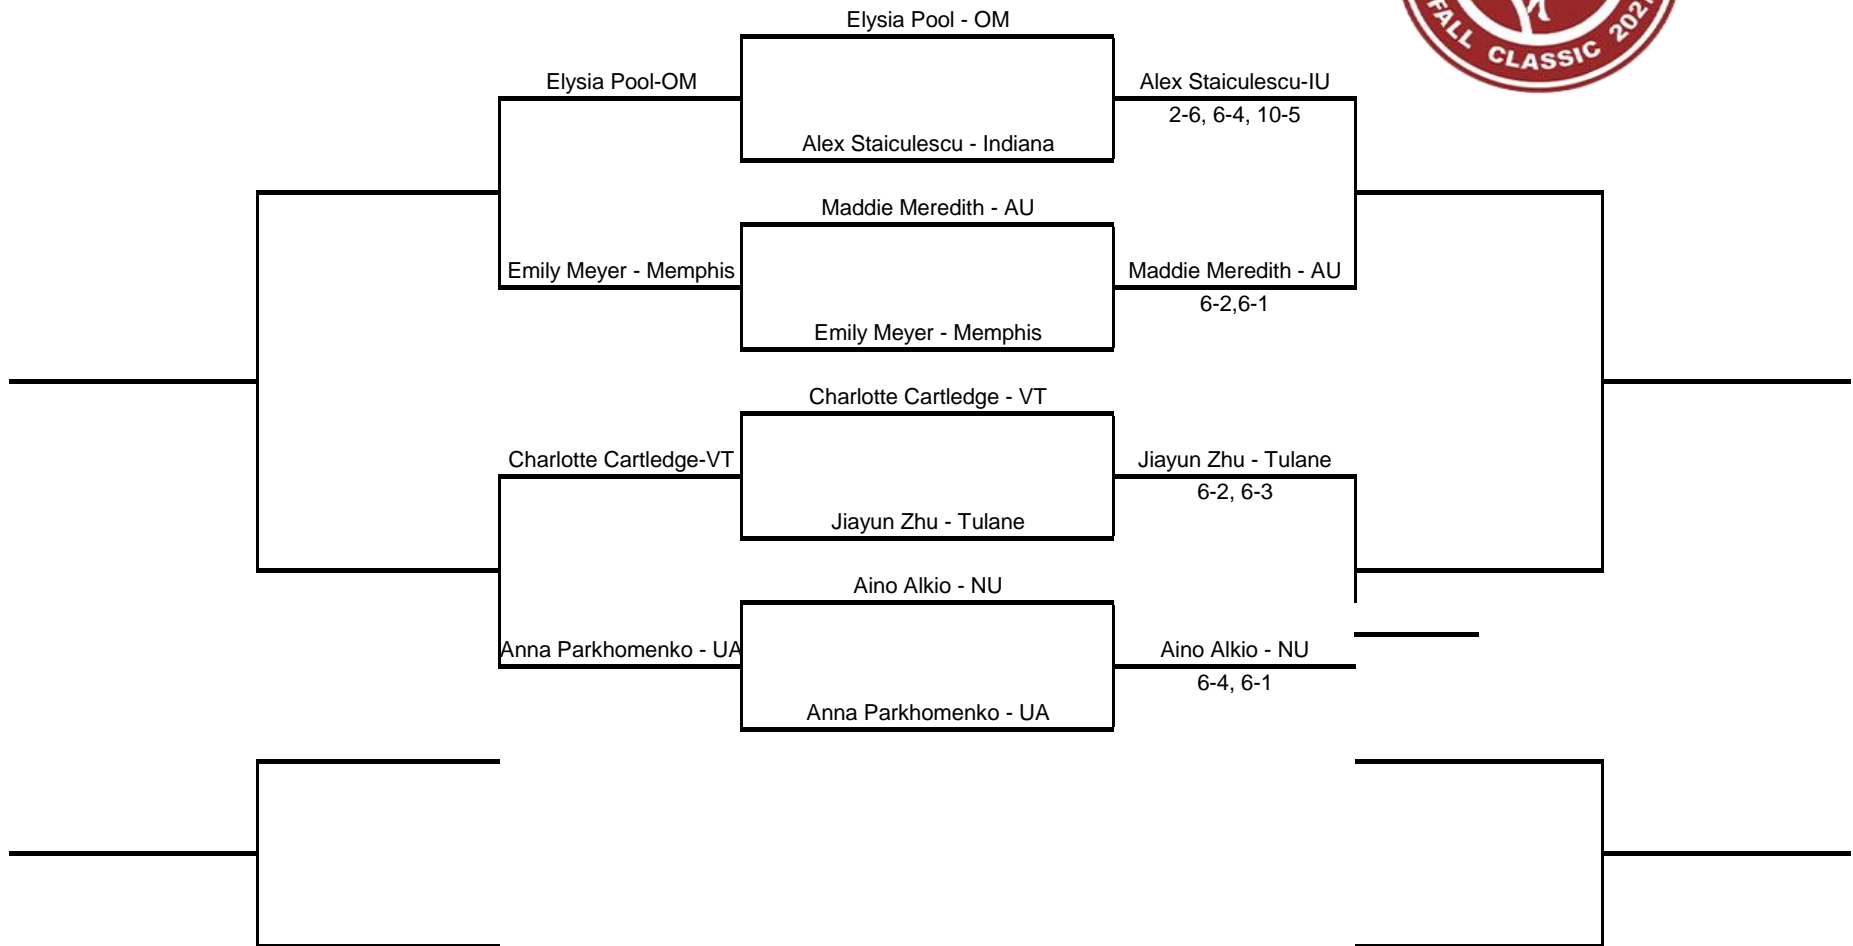 Elysia Pool - OM
FALL CLASSIC 2021
Elysia Pool-OM
Alex Staiculescu-IU
2-6, 6-4, 10-5
Alex Staiculescu - Indiana
Maddie Meredith - AU
Emily Meyer - Memphis
Maddie Meredith - AU
6-2,6-1
Emily Meyer - Memphis
Charlotte Cartledge - VT
Charlotte Cartledge-VT
Jiayun Zhu - Tulane
6-2, 6-3
Jiayun Zhu - Tulane
Aino Alkio - NU
Anna Parkhomenko - UA
Aino Alkio - NU
6-4, 6-1
Anna Parkhomenko - UA